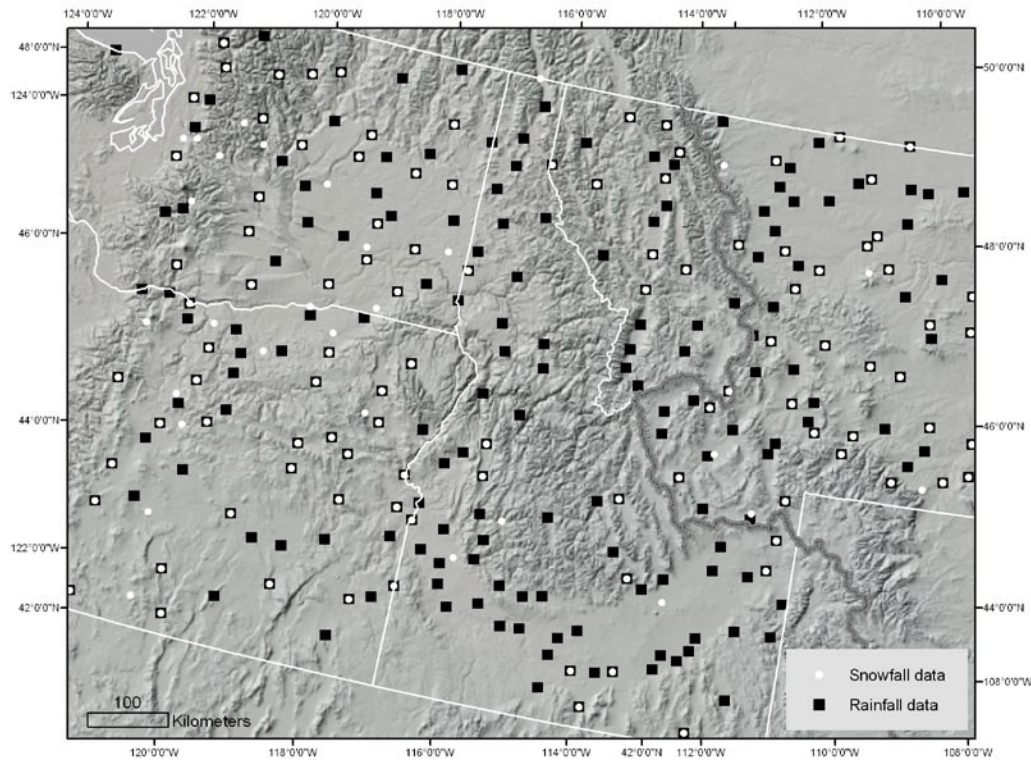 124°0'0"W 122°0'0"W 120°0'0"W 118°0'0"W 116°0'0"W 114°0'0"W 112°0'0"W 110°0'0"W
48°0'0"N
50°0'0"N
124°0'0"W
46°0'0"N
48°0'0"N
44°0'0"N
46°0'0"N
122°0'0"W
42°0'0"N
44°0'0"N
Snowfall data
108°0'0"W
Rainfall data
100
Kilometers
120°0'0"W 118°0'0"W 116°0'0"W 114°0'0"W 42°0'0"N 112°0'0"W 110°0'0"W 108°0'0"W